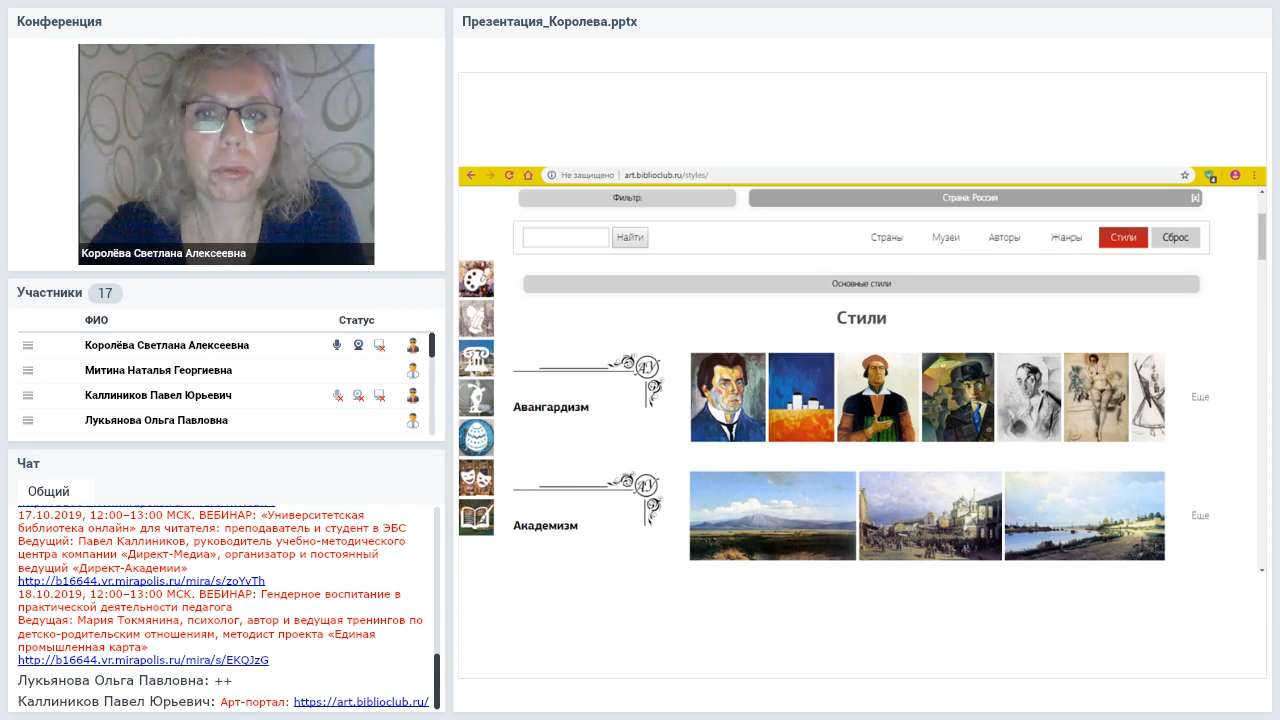 Конференция
Королёва Светлана Алексеевна
Участники 17
ФИО Статус
Королёва Светлана Алексеевна
Митина Наталья Георгиевна
Каллиников Павел Юрьевич
Лукьянова Ольга Павловна
Чат
Общий
17.10.2019, 12:00–13:00 МСК. ВЕБИНАР: «Университетская
библиотека онлайн» для читателя: преподаватель и студент в ЭБС
Ведущий: Павел Каллиников, руководитель учебно-методического
центра компании «Директ-Медиа», организатор и постоянный
ведущий «Директ-Академии»
http://b16644.vr.mirapolis.ru/mira/s/zoYvTh
18.10.2019, 12:00–13:00 МСК. ВЕБИНАР: Гендерное воспитание в
практической деятельности педагога
Ведущая: Мария Токмянина, психолог, автор и ведущая тренингов по
детско-родительским отношениям, методист проекта «Единая
промышленная карта»
http://b16644.vr.mirapolis.ru/mira/s/EKQJzG
Лукьянова Ольга Павловна: ++
Каллиников Павел Юрьевич: Арт-портал: https://art.biblioclub.ru/
Презентация_Королева.pptx
Не защищено | art.biblioclub.ru/styles/
Фильтр: Страна: Россия [x]
Найти Страны Музеи Авторы Жанры Стили Сброс
Основные стили
Стили
АУ
Авангардизм
Еще
АУ
Академизм
Еще